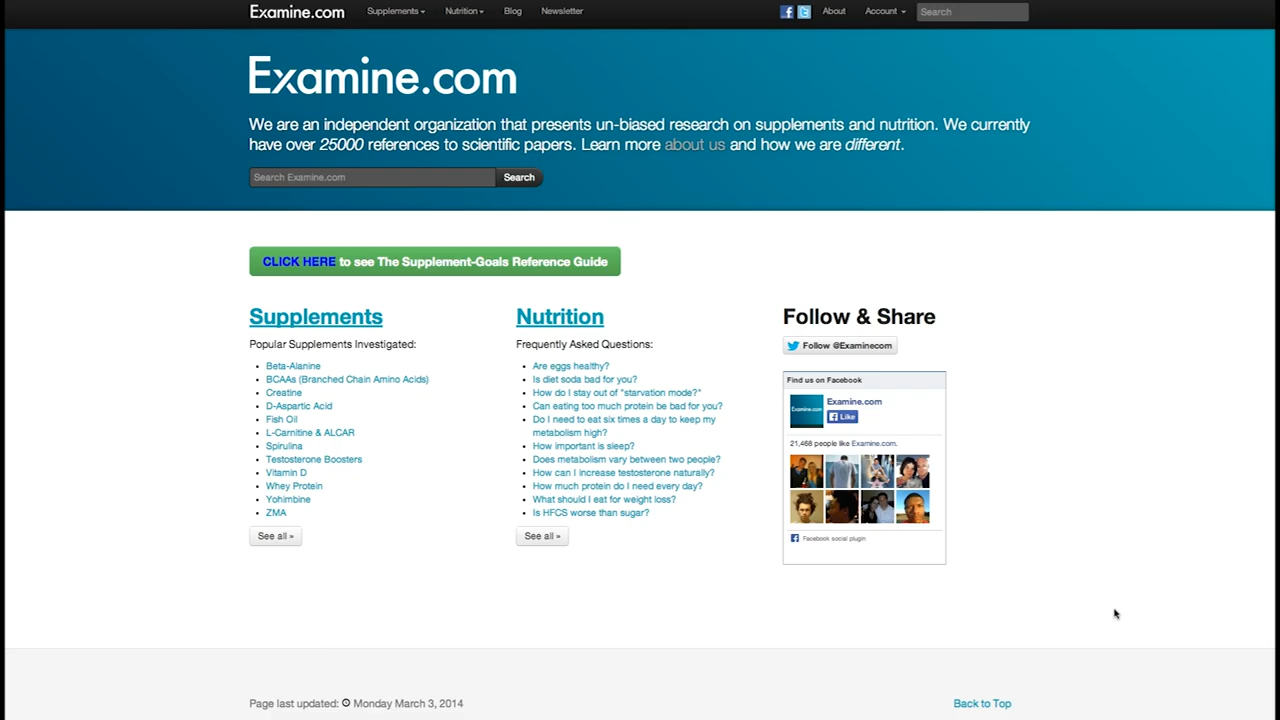 Examine.com Supplements Nutrition Blog Newsletter About Account Search
Examine.com
We are an independent organization that presents un-biased research on supplements and nutrition. We currently
have over 25000 references to scientific papers. Learn more about us and how we are different.
Search Examine.com Search
CLICK HERE to see The Supplement-Goals Reference Guide
Supplements
Popular Supplements Investigated:
Beta-Alanine
BCAAs (Branched Chain Amino Acids)
Creatine
D-Aspartic Acid
Fish Oil
L-Carnitine & ALCAR
Spirulina
Testosterone Boosters
Vitamin D
Whey Protein
Yohimbine
ZMA
See all »
Nutrition
Frequently Asked Questions:
Are eggs healthy?
Is diet soda bad for you?
How do I stay out of "starvation mode?"
Can eating too much protein be bad for you?
Do I need to eat six times a day to keep my
metabolism high?
How important is sleep?
Does metabolism vary between two people?
How can I increase testosterone naturally?
How much protein do I need every day?
What should I eat for weight loss?
Is HFCS worse than sugar?
See all »
Follow & Share
Follow @Examinecom
Find us on Facebook
Examine.com
Examine.com
Like
21,468 people like Examine.com.
Facebook social plugin
Page last updated: Monday March 3, 2014
Back to Top